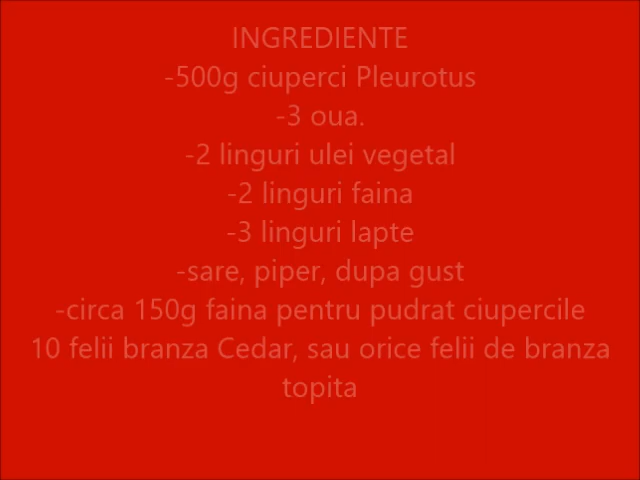 INGREDIENTE
-500g ciuperci Pleurotus
-3 oua.
-2 linguri ulei vegetal
-2 linguri faina
-3 linguri lapte
-sare, piper, dupa gust
-circa 150g faina pentru pudrat ciupercile
10 felii branza Cedar, sau orice felii de branza
topita